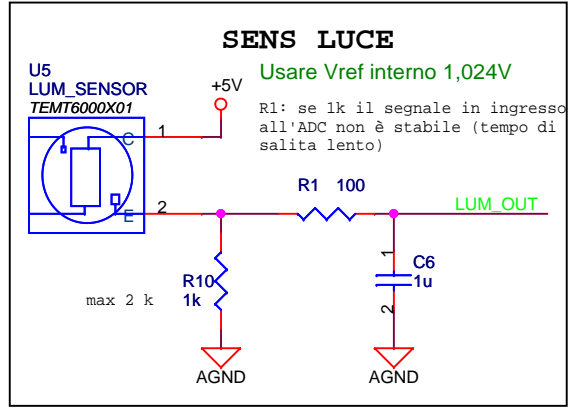 SENS LUCE
U5
LUM_SENSOR
TEMT6000X01
+5V
Usare Vref interno 1,024V
R1: se 1k il segnale in ingresso
all'ADC non è stabile (tempo di
salita lento)
C
1
E
2
R1 100
LUM_OUT
R10
1k
max 2 k
1
C6
1u
2
AGND
AGND